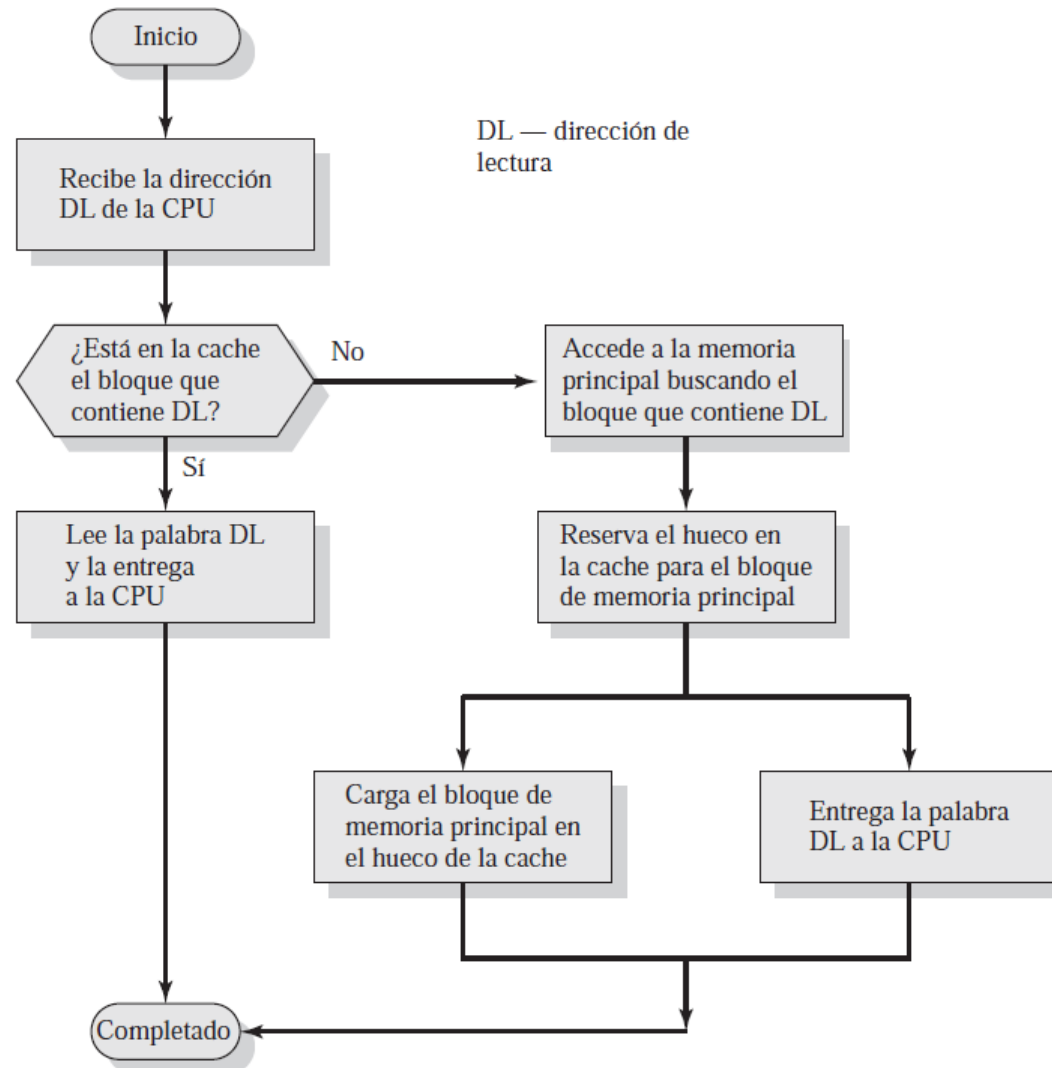 Inicio
DL — dirección de
lectura
Recibe la dirección
DL de la CPU
¿Está en la cache
el bloque que
contiene DL?
No
Accede a la memoria
principal buscando el
bloque que contiene DL
Sí
Lee la palabra DL
y la entrega
a la CPU
Reserva el hueco en
la cache para el bloque
de memoria principal
Carga el bloque de
memoria principal en
el hueco de la cache
Entrega la palabra
DL a la CPU
Completado